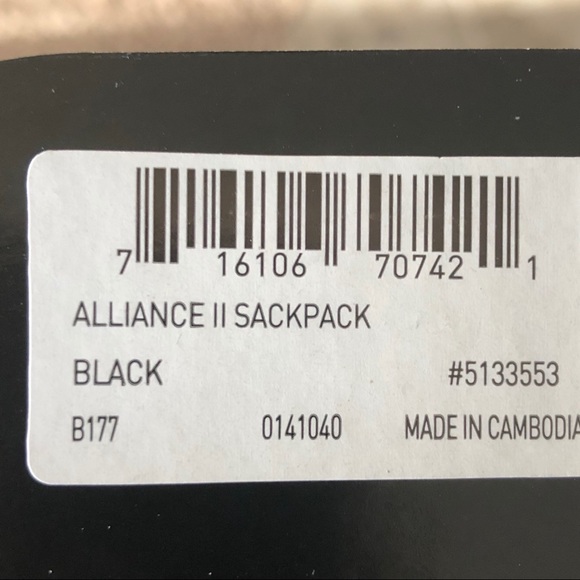 7 16106 70742 1
ALLIANCE II SACKPACK
BLACK #5133553
B177 0141040 MADE IN CAMBODIA